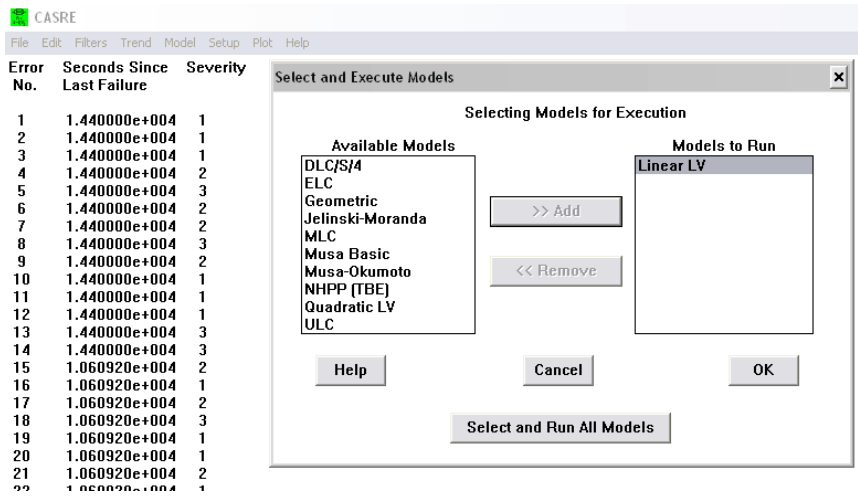 CASRE
File Edit Filters Trend Model Setup Plot Help
Error No. Seconds Since Last Failure Severity
1 1.440000e+004 1
2 1.440000e+004 1
3 1.440000e+004 1
4 1.440000e+004 2
5 1.440000e+004 3
6 1.440000e+004 2
7 1.440000e+004 2
8 1.440000e+004 3
9 1.440000e+004 2
10 1.440000e+004 1
11 1.440000e+004 1
12 1.440000e+004 1
13 1.440000e+004 3
14 1.440000e+004 3
15 1.060920e+004 2
16 1.060920e+004 1
17 1.060920e+004 2
18 1.060920e+004 3
19 1.060920e+004 1
20 1.060920e+004 1
21 1.060920e+004 2
22 1.060920e+004 1
Select and Execute Models
Selecting Models for Execution
Available Models
DLC/S/4
ELC
Geometric
Jelinski-Moranda
MLC
Musa Basic
Musa-Okumoto
NHPP (TBE)
Quadratic LV
ULC
>> Add
<< Remove
Models to Run
Linear LV
Help
Cancel
OK
Select and Run All Models